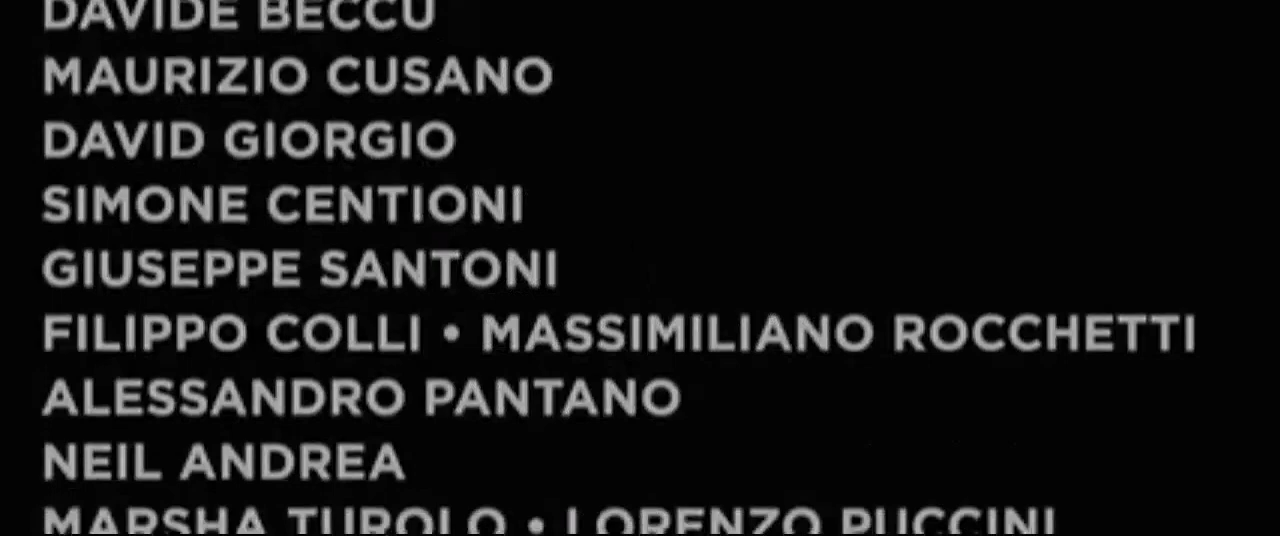 DAVIDE BECCU
MAURIZIO CUSANO
DAVID GIORGIO
SIMONE CENTIONI
GIUSEPPE SANTONI
FILIPPO COLLI • MASSIMILIANO ROCCHETTI
ALESSANDRO PANTANO
NEIL ANDREA
MARSHA TUROLO • LORENZO PUCCINI